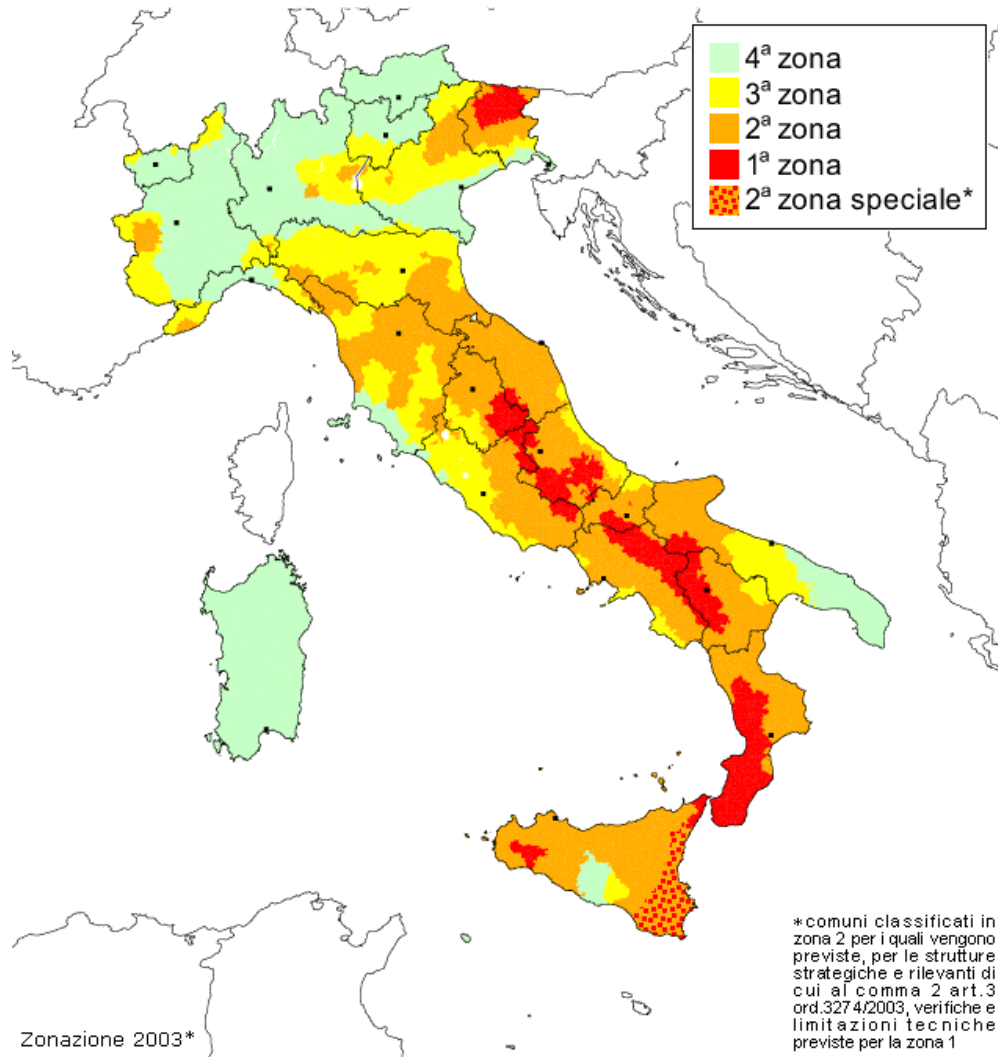 4ª zona
3ª zona
2ª zona
1ª zona
2ª zona speciale*
*comuni classificati in
zona 2 per i quali vengono
previste, per le strutture
strategiche e rilevanti di
cui al comma 2 art.3
ord.3274/2003, verifiche e
limitazioni tecniche
previste per la zona 1
Zonazione 2003*